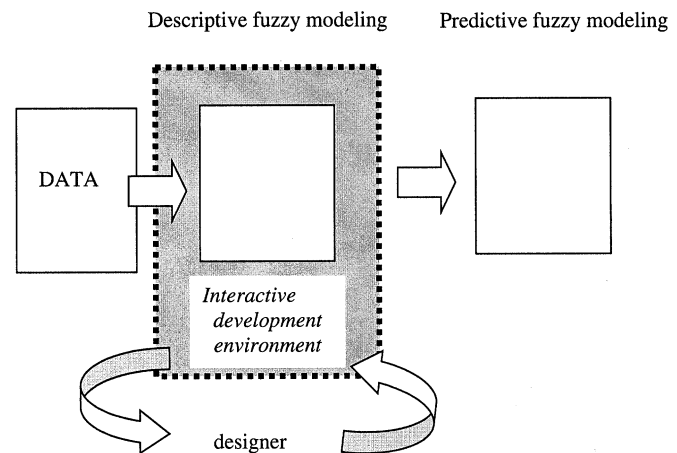 Descriptive fuzzy modeling
Predictive fuzzy modeling
DATA
Interactive
development
environment
designer